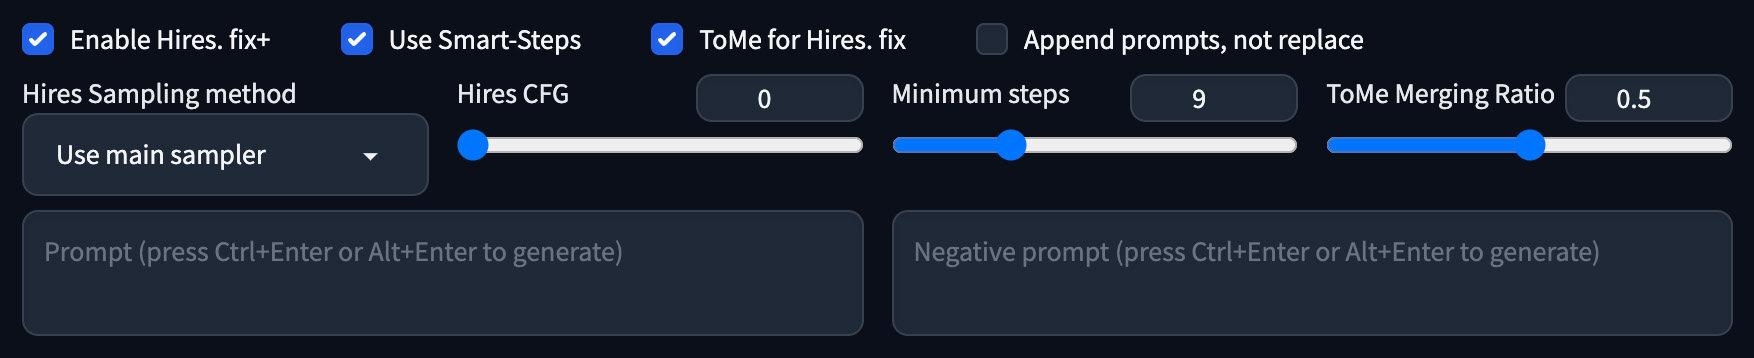 Enable Hires. fix+
Use Smart-Steps
ToMe for Hires. fix
Append prompts, not replace
Hires Sampling method
Use main sampler
Hires CFG
0
Minimum steps
9
ToMe Merging Ratio
0.5
Prompt (press Ctrl+Enter or Alt+Enter to generate)
Negative prompt (press Ctrl+Enter or Alt+Enter to generate)